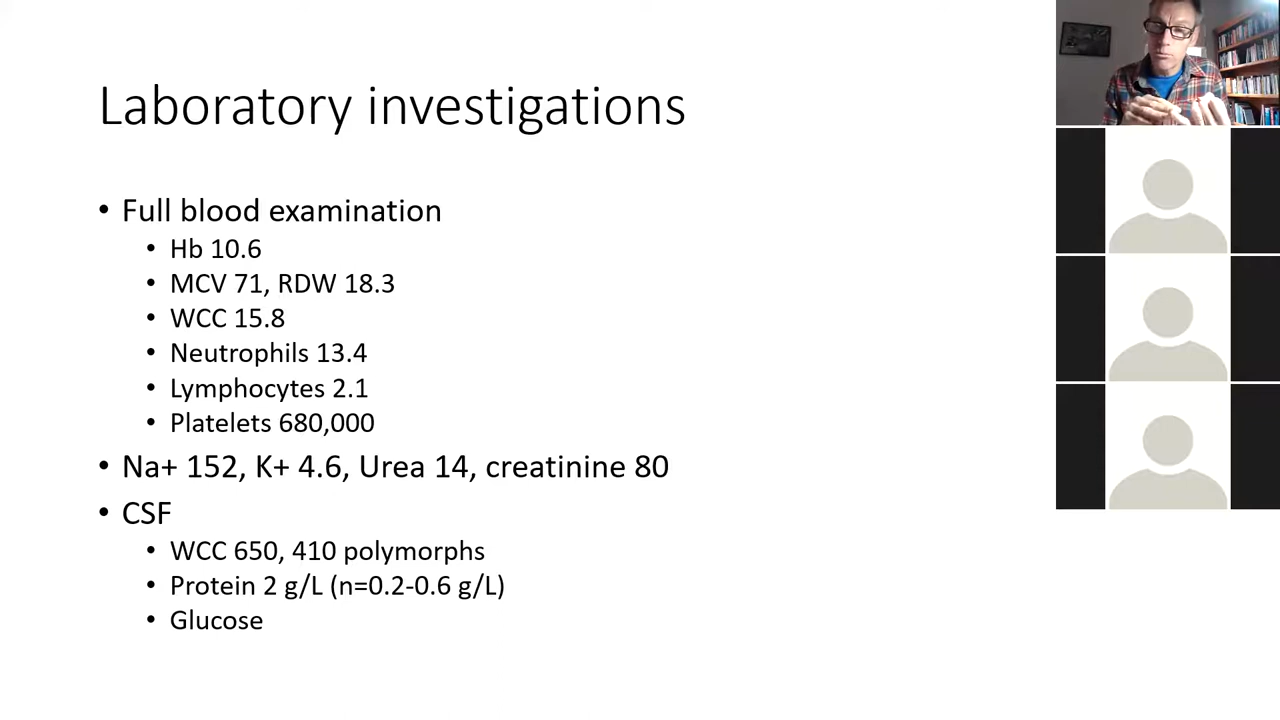 Laboratory investigations
• Full blood examination
• Hb 10.6
• MCV 71, RDW 18.3
• WCC 15.8
• Neutrophils 13.4
• Lymphocytes 2.1
• Platelets 680,000
• Na+ 152, K+ 4.6, Urea 14, creatinine 80
• CSF
• WCC 650, 410 polymorphs
• Protein 2 g/L (n=0.2-0.6 g/L)
• Glucose